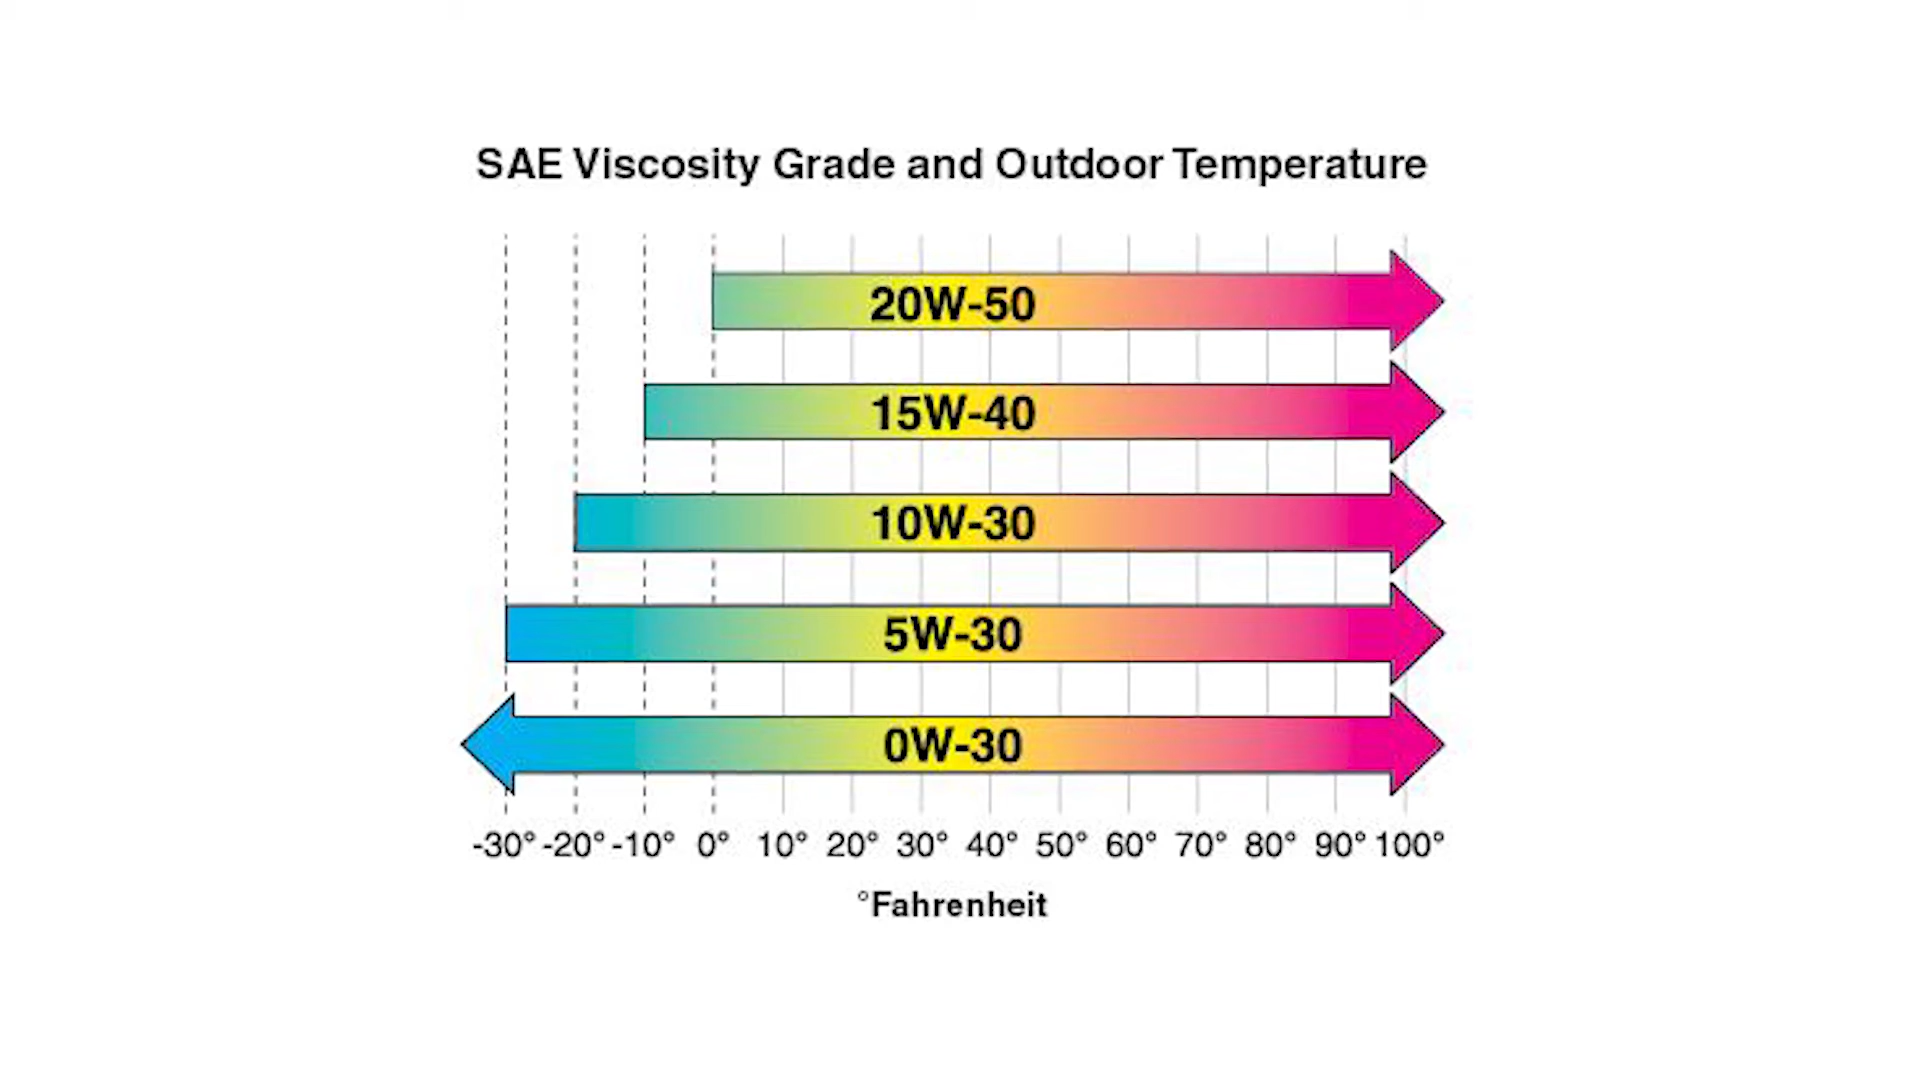 SAE Viscosity Grade and Outdoor Temperature
20W-50
15W-40
10W-30
5W-30
0W-30
-30° -20° -10° 0° 10° 20° 30° 40° 50° 60° 70° 80° 90° 100°
°Fahrenheit